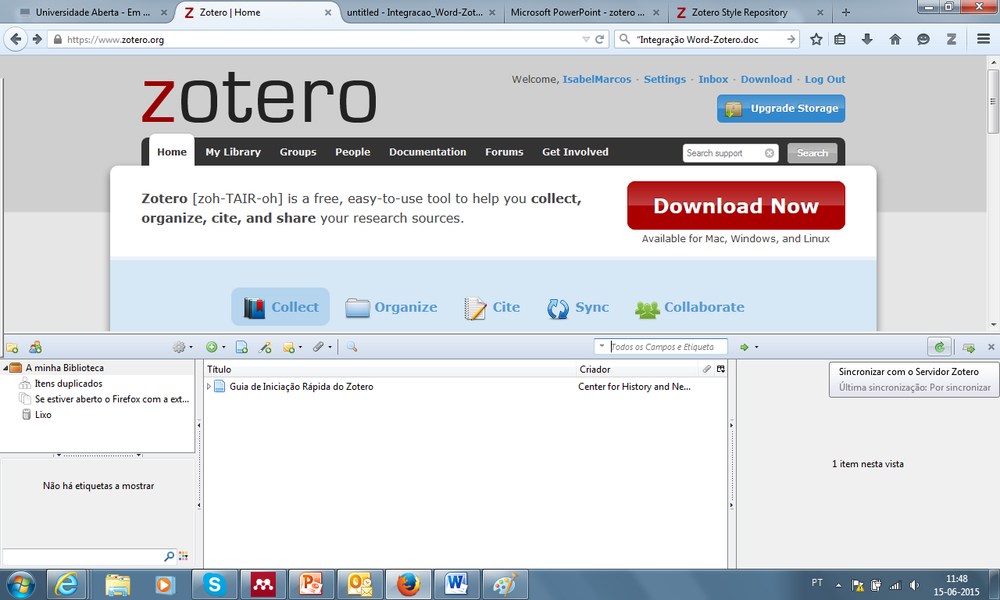 Universidade Aberta - Em ...
Zotero | Home
untitled - Integracao_Word-Zot...
Microsoft PowerPoint - zotero ...
Zotero Style Repository
https://www.zotero.org
"Integração Word-Zotero.doc
zotero
Welcome, IsabelMarcos · Settings · Inbox · Download · Log Out
Upgrade Storage
Home
My Library
Groups
People
Documentation
Forums
Get Involved
Search support
Search
Zotero [zoh-TAIR-oh] is a free, easy-to-use tool to help you collect,
organize, cite, and share your research sources.
Download Now
Available for Mac, Windows, and Linux
Collect
Organize
Cite
Sync
Collaborate
Todos os Campos e Etiqueta
A minha Biblioteca
Itens duplicados
Se estiver aberto o Firefox com a ext...
Lixo
Não há etiquetas a mostrar
Título
Criador
Guia de Iniciação Rápida do Zotero
Center for History and Ne...
Sincronizar com o Servidor Zotero
Última sincronização: Por sincronizar
1 item nesta vista
PT
11:48
15-06-2015